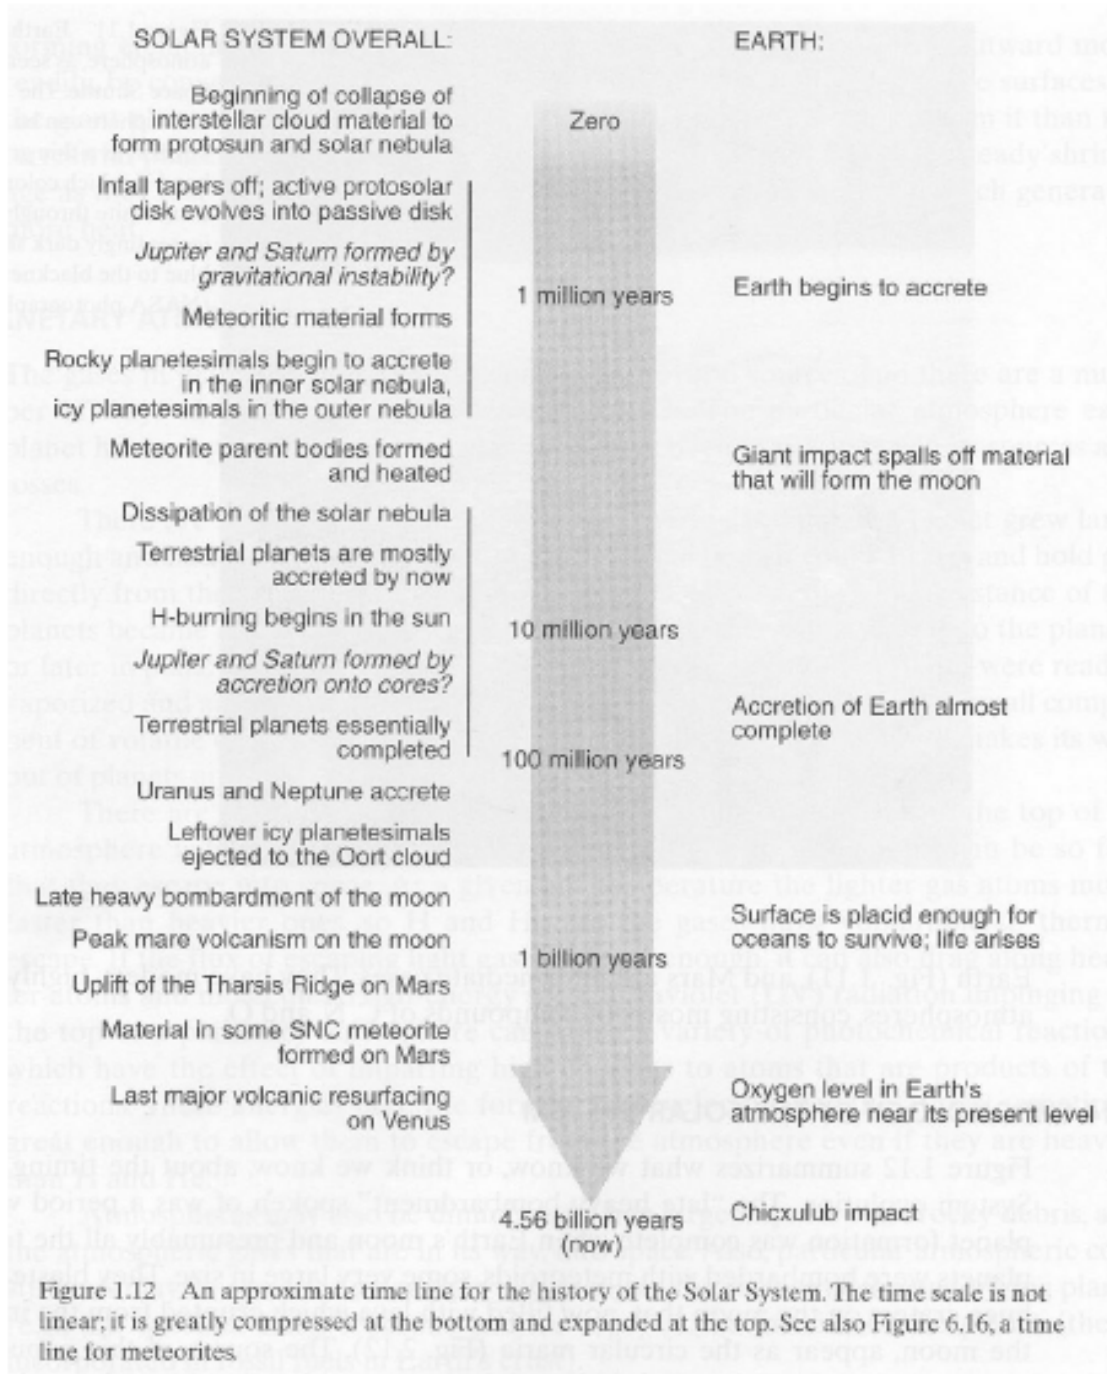 SOLAR SYSTEM OVERALL:
Beginning of collapse of
interstellar cloud material to
form protosun and solar nebula
Infall tapers off; active protosolar
disk evolves into passive disk
Jupiter and Saturn formed by
gravitational instability?
Meteoritic material forms
Rocky planetesimals begin to accrete
in the inner solar nebula,
icy planetesimals in the outer nebula
Meteorite parent bodies formed
and heated
Dissipation of the solar nebula
Terrestrial planets are mostly
accreted by now
H-burning begins in the sun
Jupiter and Saturn formed by
accretion onto cores?
Terrestrial planets essentially
completed
Uranus and Neptune accrete
Leftover icy planetesimals
ejected to the Oort cloud
Late heavy bombardment of the moon
Peak mare volcanism on the moon
Uplift of the Tharsis Ridge on Mars
Material in some SNC meteorite
formed on Mars
Last major volcanic resurfacing
on Venus
Zero
1 million years
10 million years
100 million years
1 billion years
4.56 billion years
(now)
EARTH:
Earth begins to accrete
Giant impact spalls off material
that will form the moon
Accretion of Earth almost
complete
Surface is placid enough for
oceans to survive; life arises
Oxygen level in Earth's
atmosphere near its present level
Chicxulub impact
Figure 1.12 An approximate time line for the history of the Solar System. The time scale is not
linear; it is greatly compressed at the bottom and expanded at the top. See also Figure 6.16, a time
line for meteorites.